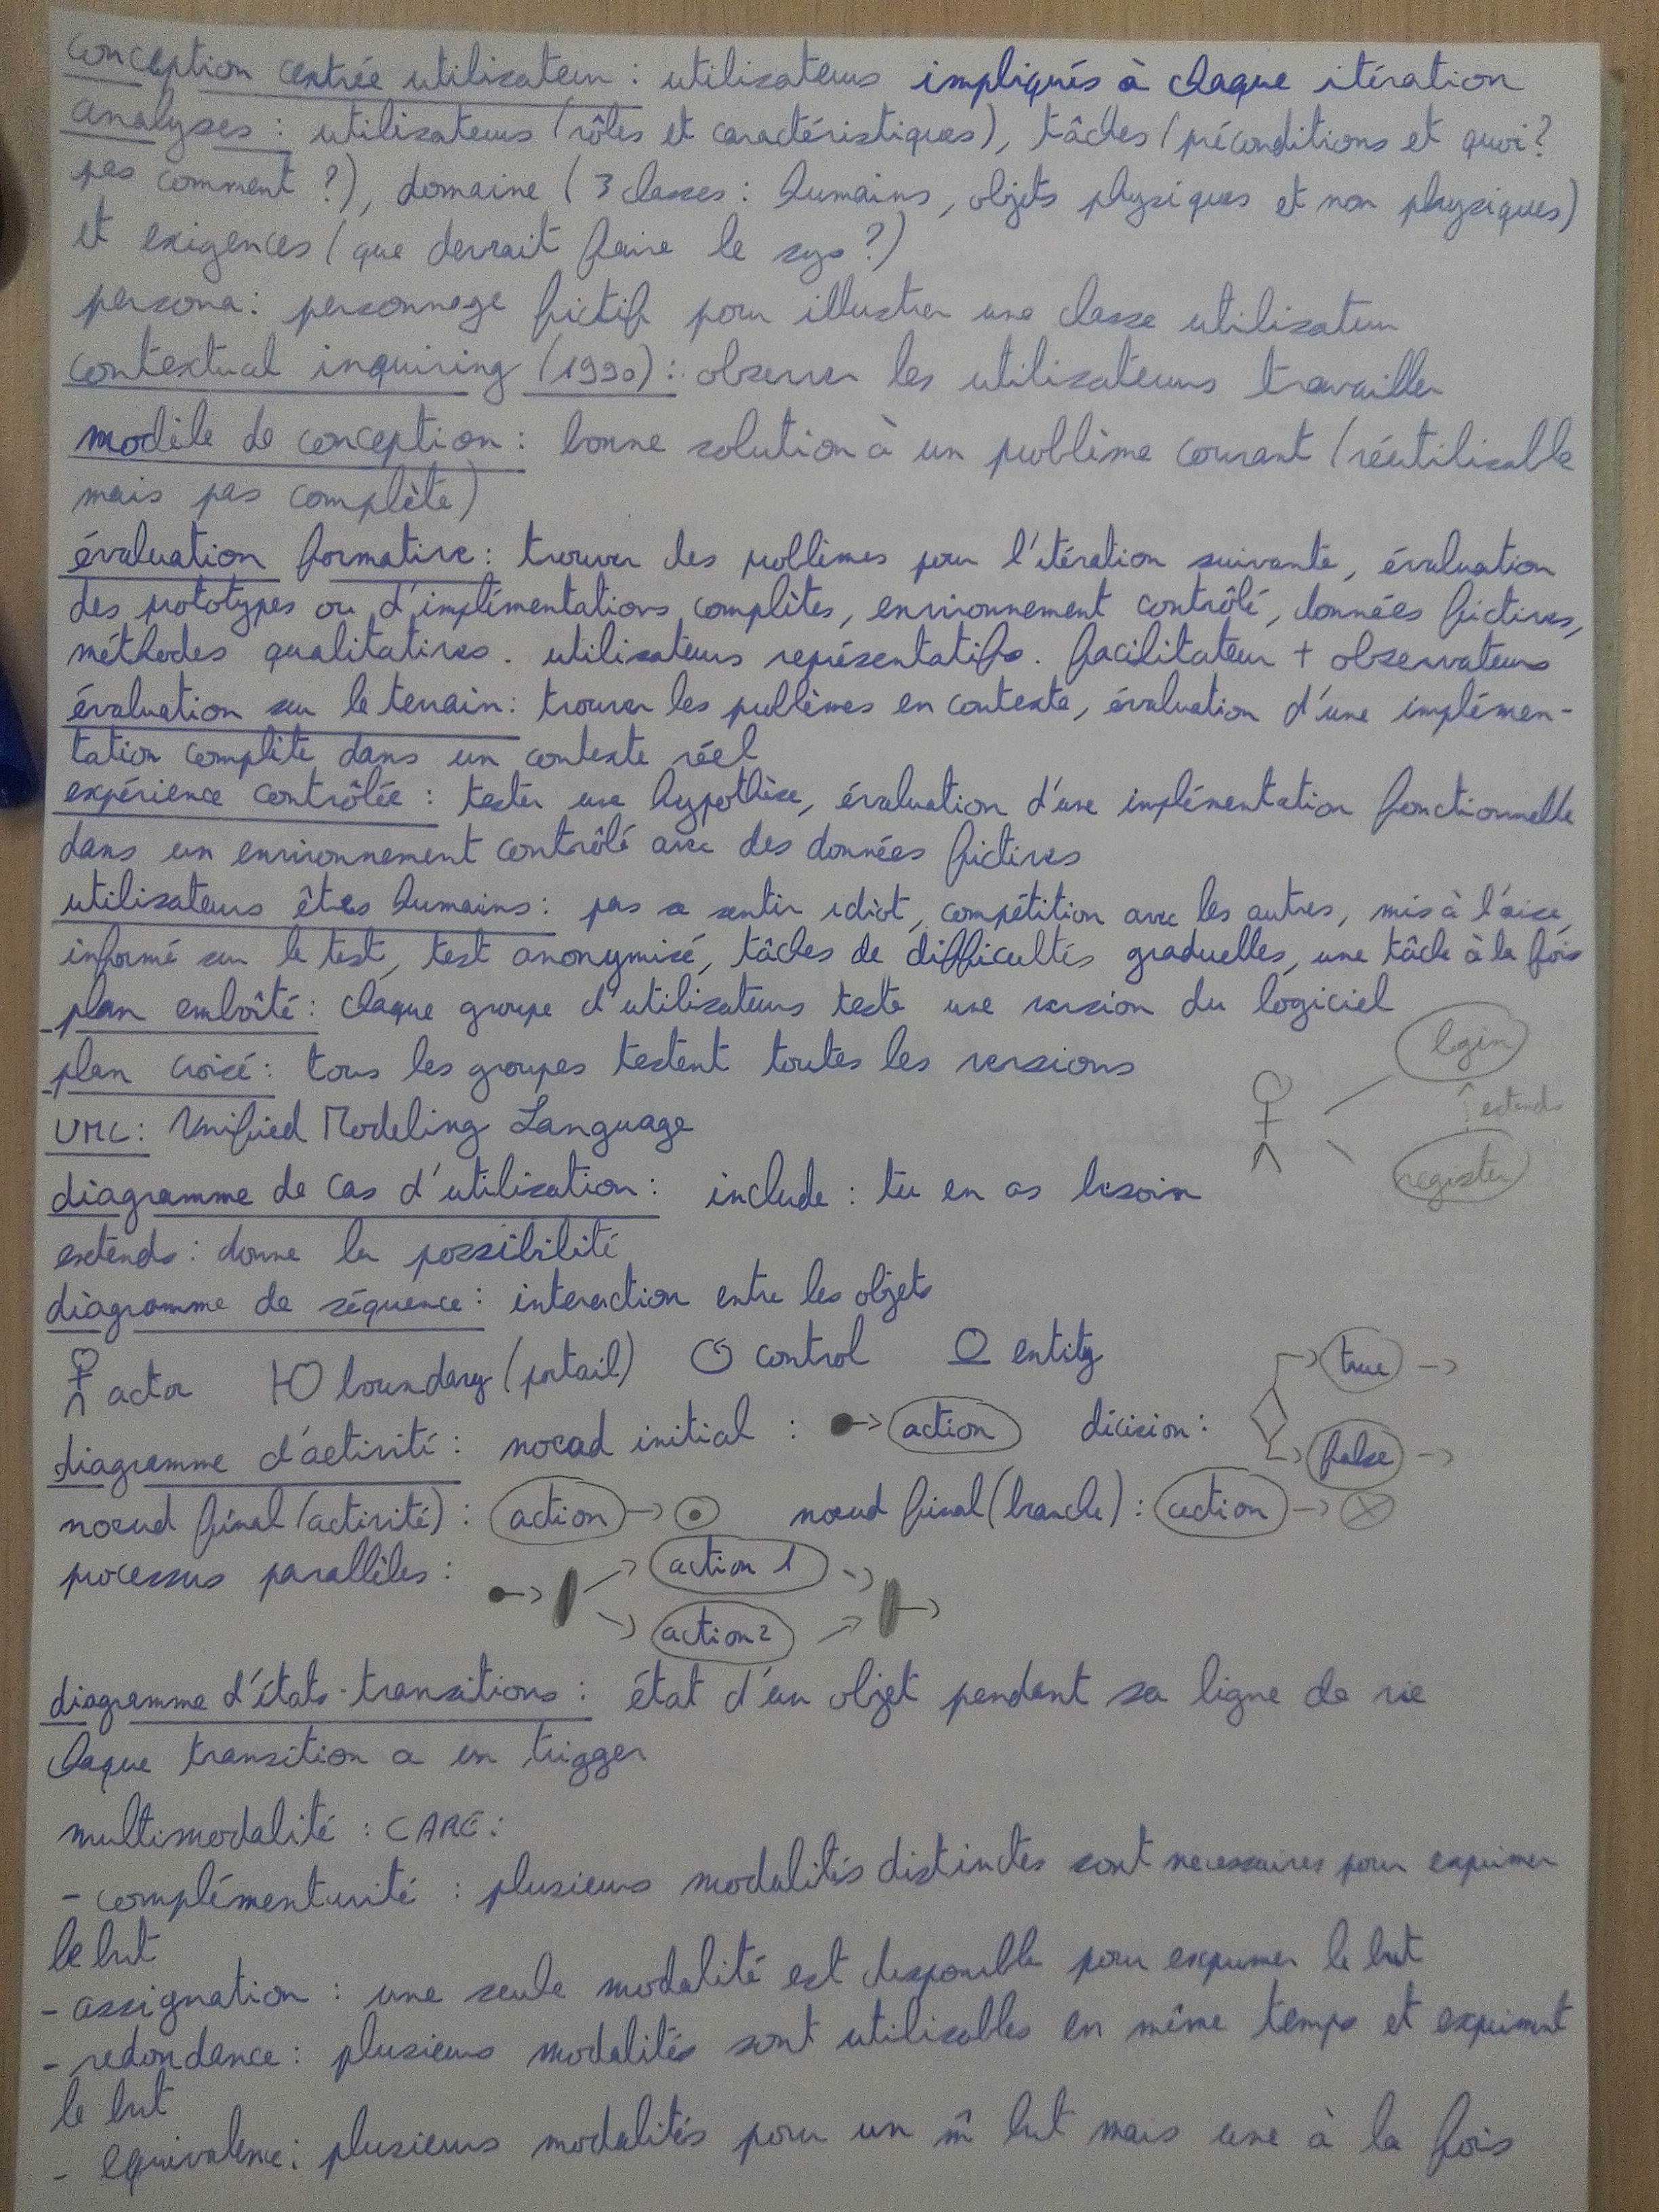 conception centrée utilisateur : utilisateurs impliqués à chaque itération
analyses : utilisateurs (rôles et caractéristiques), tâches (préconditions et quoi ?
pas comment ?), domaine (3 classes : humains, objets physiques et non physiques)
et exigences (que devrait faire le sys ?)
persona : personnage fictif pour illustrer une classe utilisateur
contextual inquiring (1990) : observer les utilisateurs travailler
modèle de conception : bonne solution à un problème courant (réutilisable
mais pas complète)
évaluation formative : trouver des problèmes pour l'itération suivante, évaluation
des prototypes ou d'implémentations complètes, environnement contrôlé, données fictives,
méthodes qualitatives. utilisateurs représentatifs. facilitateur + observateurs
évaluation sur le terrain : trouver les problèmes en contexte, évaluation d'une implémen-
tation complète dans un contexte réel
expérience contrôlée : tester une hypothèse, évaluation d'une implémentation fonctionnelle
dans un environnement contrôlé avec des données fictives
utilisateurs êtres humains : pas se sentir idiot, compétition avec les autres, mis à l'aise,
informé sur le test, test anonymisé, tâches de difficultés graduelles, une tâche à la fois
- plan emboîté : chaque groupe d'utilisateurs teste une version du logiciel
- plan croisé : tous les groupes testent toutes les versions
login
extends
register
UML : Unified Modeling Language
diagramme de cas d'utilisation : include : tu en as besoin
extends : donne la possibilité
diagramme de séquence : interaction entre les objets
actor boundary (portail) control entity
diagramme d'activité : noeud initial : action décision : true false
noeud final (activité) : action noeud final (branche) : action
processus parallèles : action 1
action 2
diagramme d'états-transitions : état d'un objet pendant sa ligne de vie
chaque transition a un trigger
multimodalité : CARE :
- complémentarité : plusieurs modalités distinctes sont necessaires pour exprimer
le but
- assignation : une seule modalité est disponible pour exprimer le but
- redondance : plusieurs modalités sont utilisables en même temps et expriment
le but
- equivalence : plusieurs modalités pour un m̂ but mais une à la fois